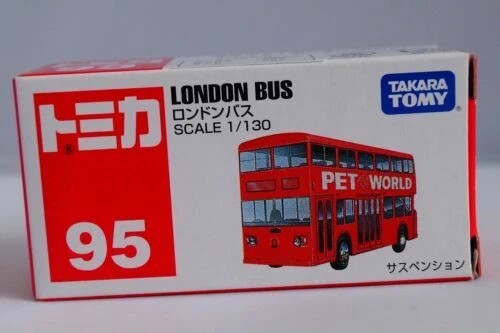 トミカ
®
95
LONDON BUS
ロンドンバス
SCALE 1/130
TAKARA
TOMY
PET WORLD
サスペンション